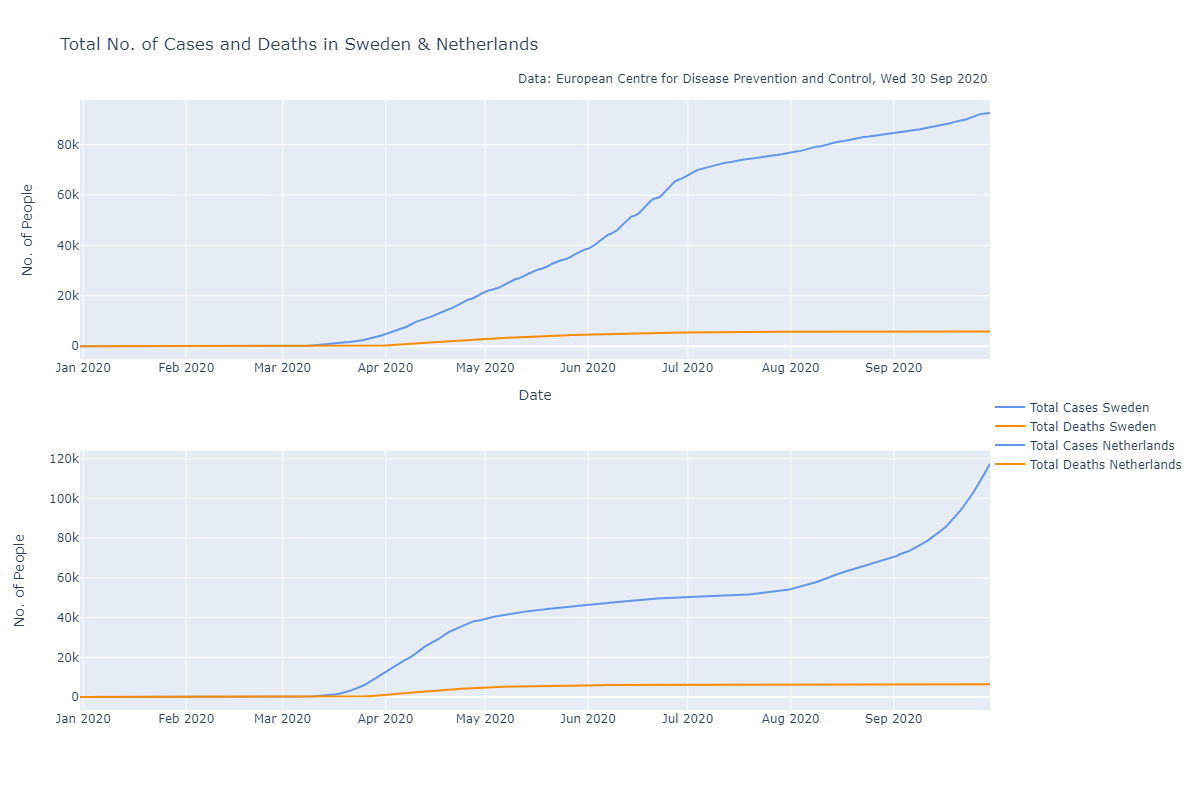 Total No. of Cases and Deaths in Sweden & Netherlands
Data: European Centre for Disease Prevention and Control, Wed 30 Sep 2020
No. of People
80k
60k
40k
20k
0
Jan 2020 Feb 2020 Mar 2020 Apr 2020 May 2020 Jun 2020 Jul 2020 Aug 2020 Sep 2020
Date
Total Cases Sweden
Total Deaths Sweden
Total Cases Netherlands
Total Deaths Netherlands
No. of People
120k
100k
80k
60k
40k
20k
0
Jan 2020 Feb 2020 Mar 2020 Apr 2020 May 2020 Jun 2020 Jul 2020 Aug 2020 Sep 2020